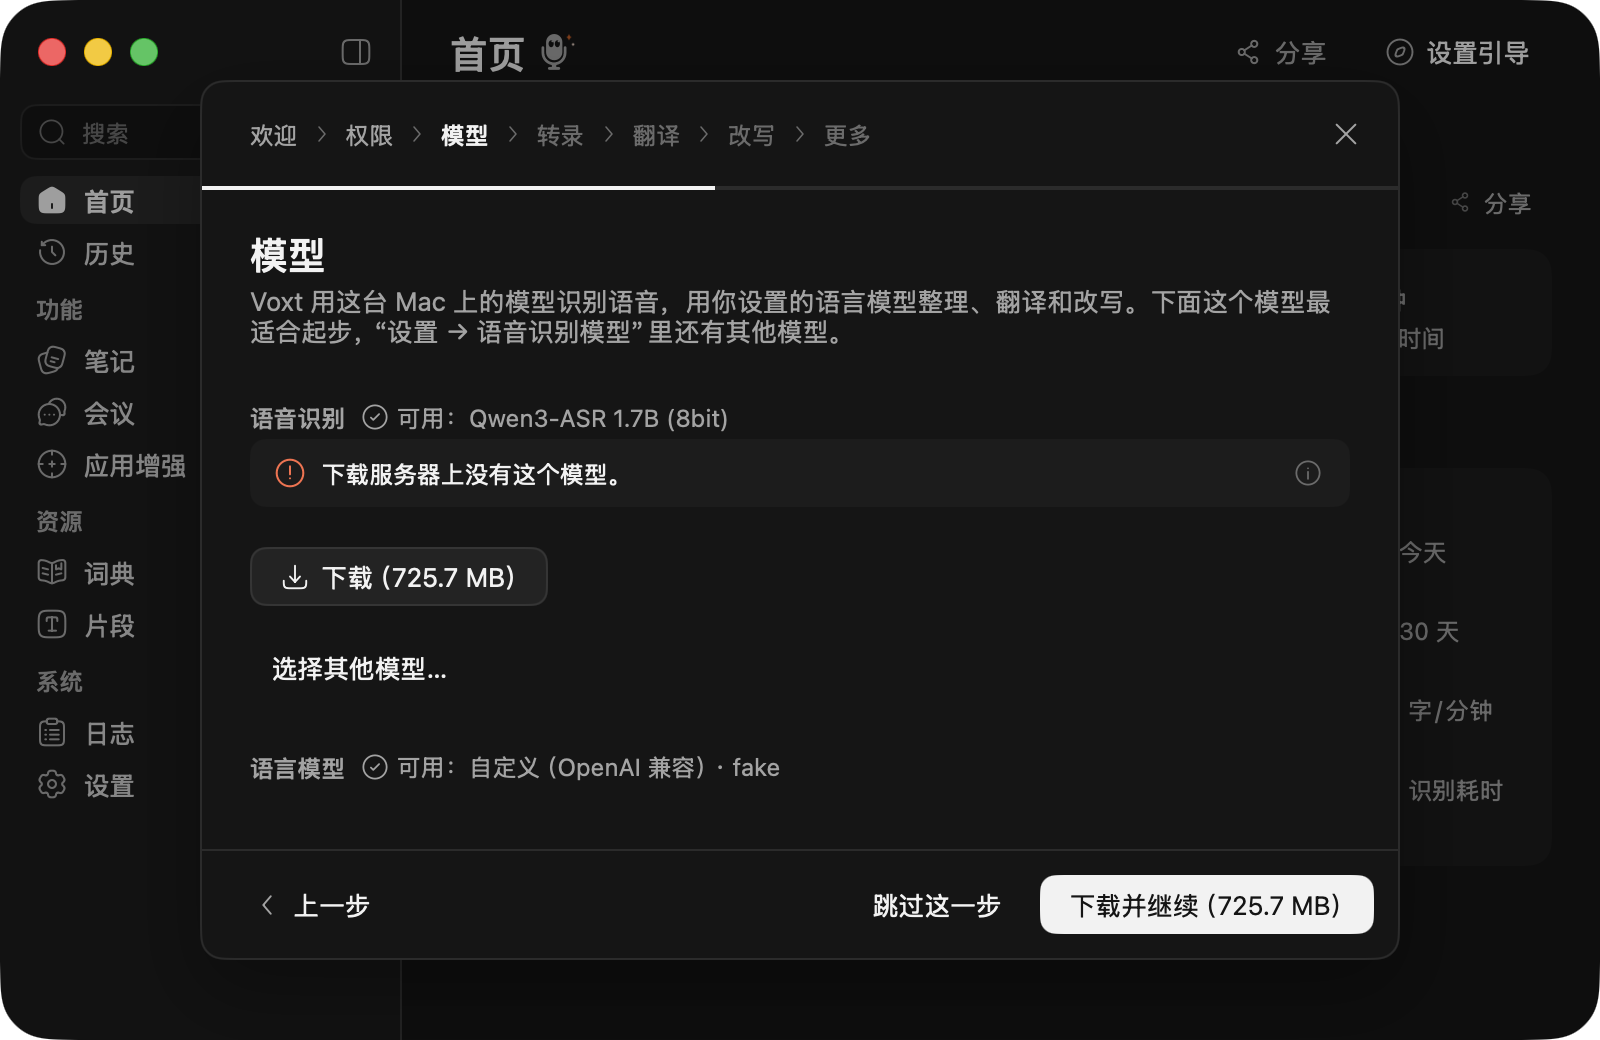 首页
分享
设置引导
搜索
首页
历史
功能
笔记
会议
应用增强
资源
词典
片段
系统
日志
设置
分享
时间
今天
30 天
字/分钟
识别耗时
欢迎
权限
模型
转录
翻译
改写
更多
模型
Voxt 用这台 Mac 上的模型识别语音，用你设置的语言模型整理、翻译和改写。下面这个模型最
适合起步，“设置 → 语音识别模型” 里还有其他模型。
语音识别 可用：Qwen3-ASR 1.7B (8bit)
下载服务器上没有这个模型。
下载 (725.7 MB)
选择其他模型...
语言模型 可用：自定义 (OpenAI 兼容) · fake
上一步
跳过这一步
下载并继续 (725.7 MB)